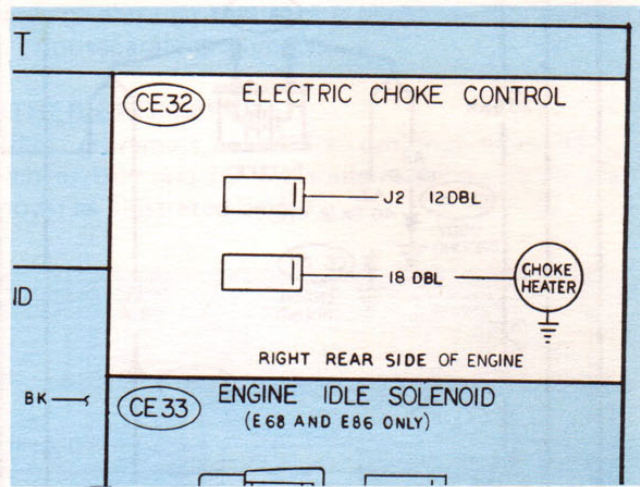 T
CE32 ELECTRIC CHOKE CONTROL
J2 12DBL
18 DBL
CHOKE
HEATER
RIGHT REAR SIDE OF ENGINE
ND
BK
CE33 ENGINE IDLE SOLENOID
(E68 AND E86 ONLY)